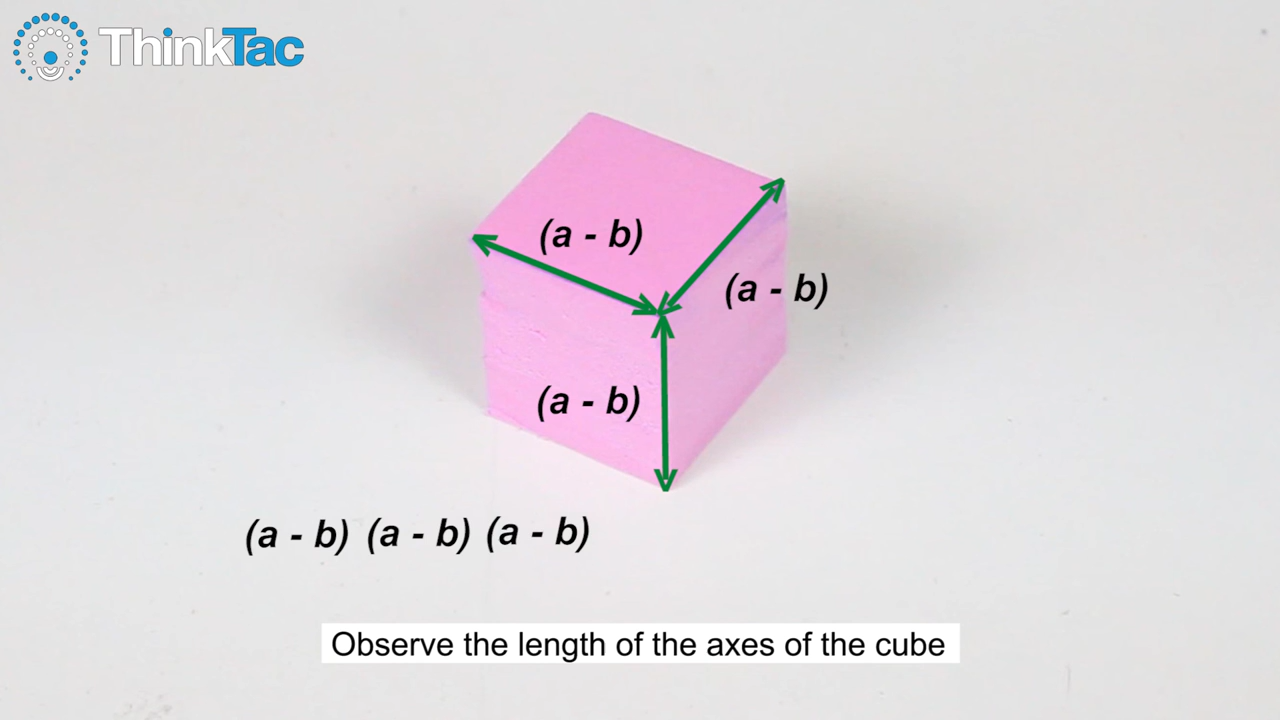 ThinkTac
(a - b)
(a - b)
(a - b)
(a - b) (a - b) (a - b)
Observe the length of the axes of the cube